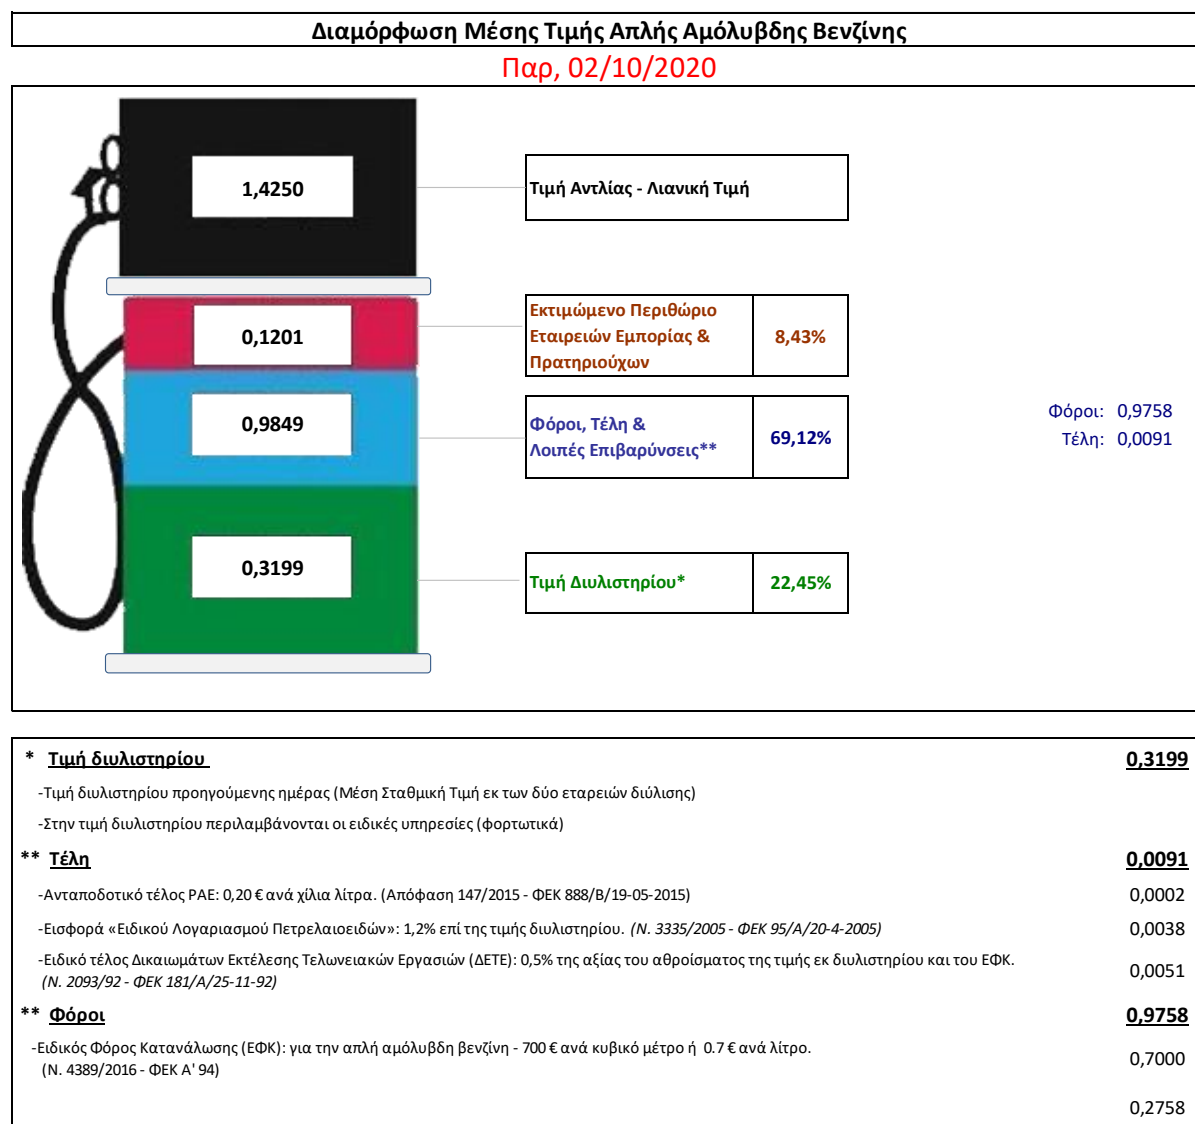 Διαμόρφωση Μέσης Τιμής Απλής Αμόλυβδης Βενζίνης
Παρ, 02/10/2020
1,4250
Τιμή Αντλίας - Λιανική Τιμή
0,1201
Εκτιμώμενο Περιθώριο
Εταιρειών Εμπορίας &
Πρατηριούχων
8,43%
0,9849
Φόροι, Τέλη &
Λοιπές Επιβαρύνσεις**
69,12%
Φόροι: 0,9758
Τέλη: 0,0091
0,3199
Τιμή Διυλιστηρίου*
22,45%
* Τιμή διυλιστηρίου 0,3199
-Τιμή διυλιστηρίου προηγούμενης ημέρας (Μέση Σταθμική Τιμή εκ των δύο εταρειών διύλισης)
-Στην τιμή διυλιστηρίου περιλαμβάνονται οι ειδικές υπηρεσίες (φορτωτικά)
** Τέλη 0,0091
-Ανταποδοτικό τέλος ΡΑΕ: 0,20 € ανά χίλια λίτρα. (Απόφαση 147/2015 - ΦΕΚ 888/Β/19-05-2015) 0,0002
-Εισφορά «Ειδικού Λογαριασμού Πετρελαιοειδών»: 1,2% επί της τιμής διυλιστηρίου. (Ν. 3335/2005 - ΦΕΚ 95/Α/20-4-2005) 0,0038
-Ειδικό τέλος Δικαιωμάτων Εκτέλεσης Τελωνειακών Εργασιών (ΔΕΤΕ): 0,5% της αξίας του αθροίσματος της τιμής εκ διυλιστηρίου και του ΕΦΚ.
(Ν. 2093/92 - ΦΕΚ 181/Α/25-11-92) 0,0051
** Φόροι 0,9758
-Ειδικός Φόρος Κατανάλωσης (ΕΦΚ): για την απλή αμόλυβδη βενζίνη - 700 € ανά κυβικό μέτρο ή 0.7 € ανά λίτρο.
(Ν. 4389/2016 - ΦΕΚ Α' 94) 0,7000
0,2758